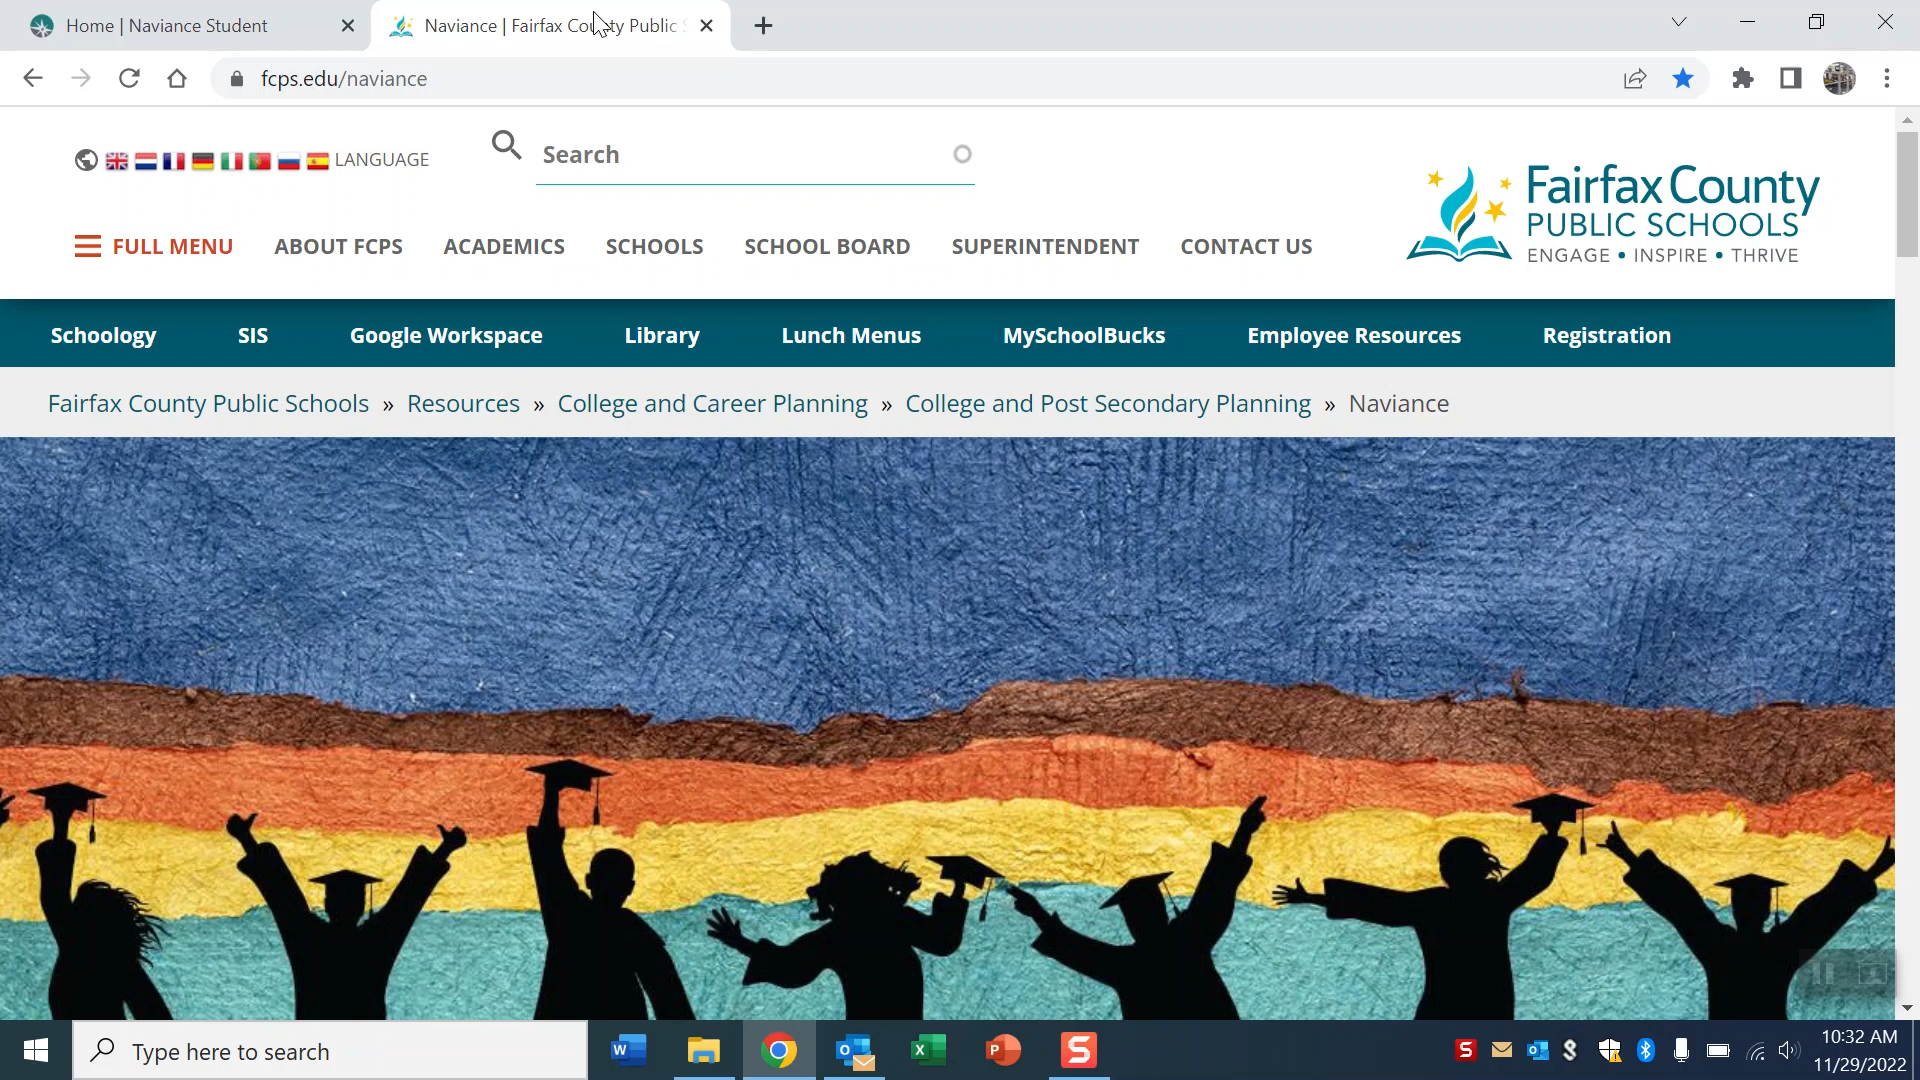 Home | Naviance Student
Naviance | Fairfax County Public S
fcps.edu/naviance
LANGUAGE
Search
Fairfax County
PUBLIC SCHOOLS
ENGAGE • INSPIRE • THRIVE
FULL MENU ABOUT FCPS ACADEMICS SCHOOLS SCHOOL BOARD SUPERINTENDENT CONTACT US
Schoology SIS Google Workspace Library Lunch Menus MySchoolBucks Employee Resources Registration
Fairfax County Public Schools » Resources » College and Career Planning » College and Post Secondary Planning » Naviance
Type here to search
10:32 AM
11/29/2022